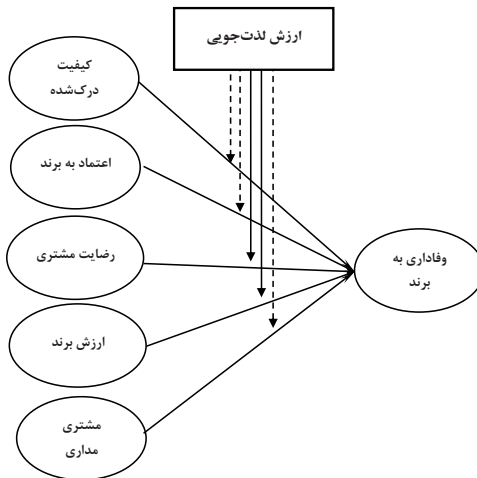 ارزش لذت‌جویی
کیفیت
درک‌شده
اعتماد به برند
رضایت مشتری
وفاداری به
برند
ارزش برند
مشتری
مداری